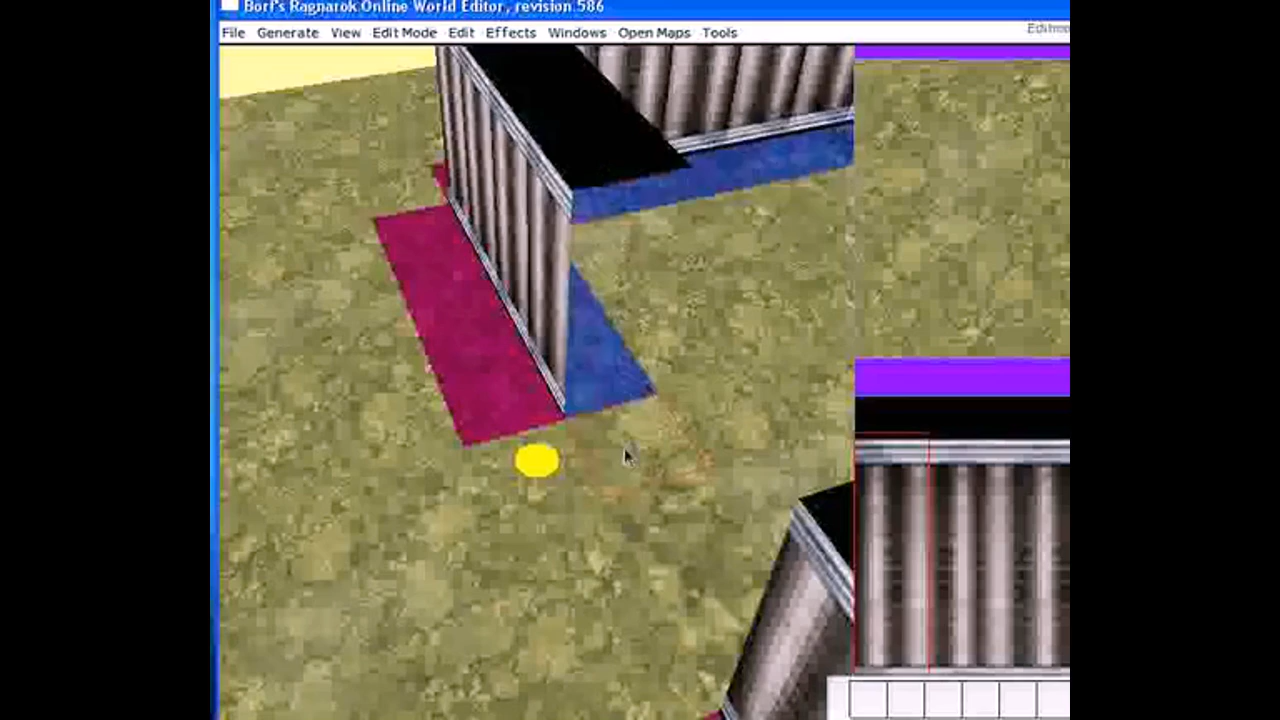 Borf's Ragnarok Online World Editor, revision 586
File Generate View Edit Mode Edit Effects Windows Open Maps Tools